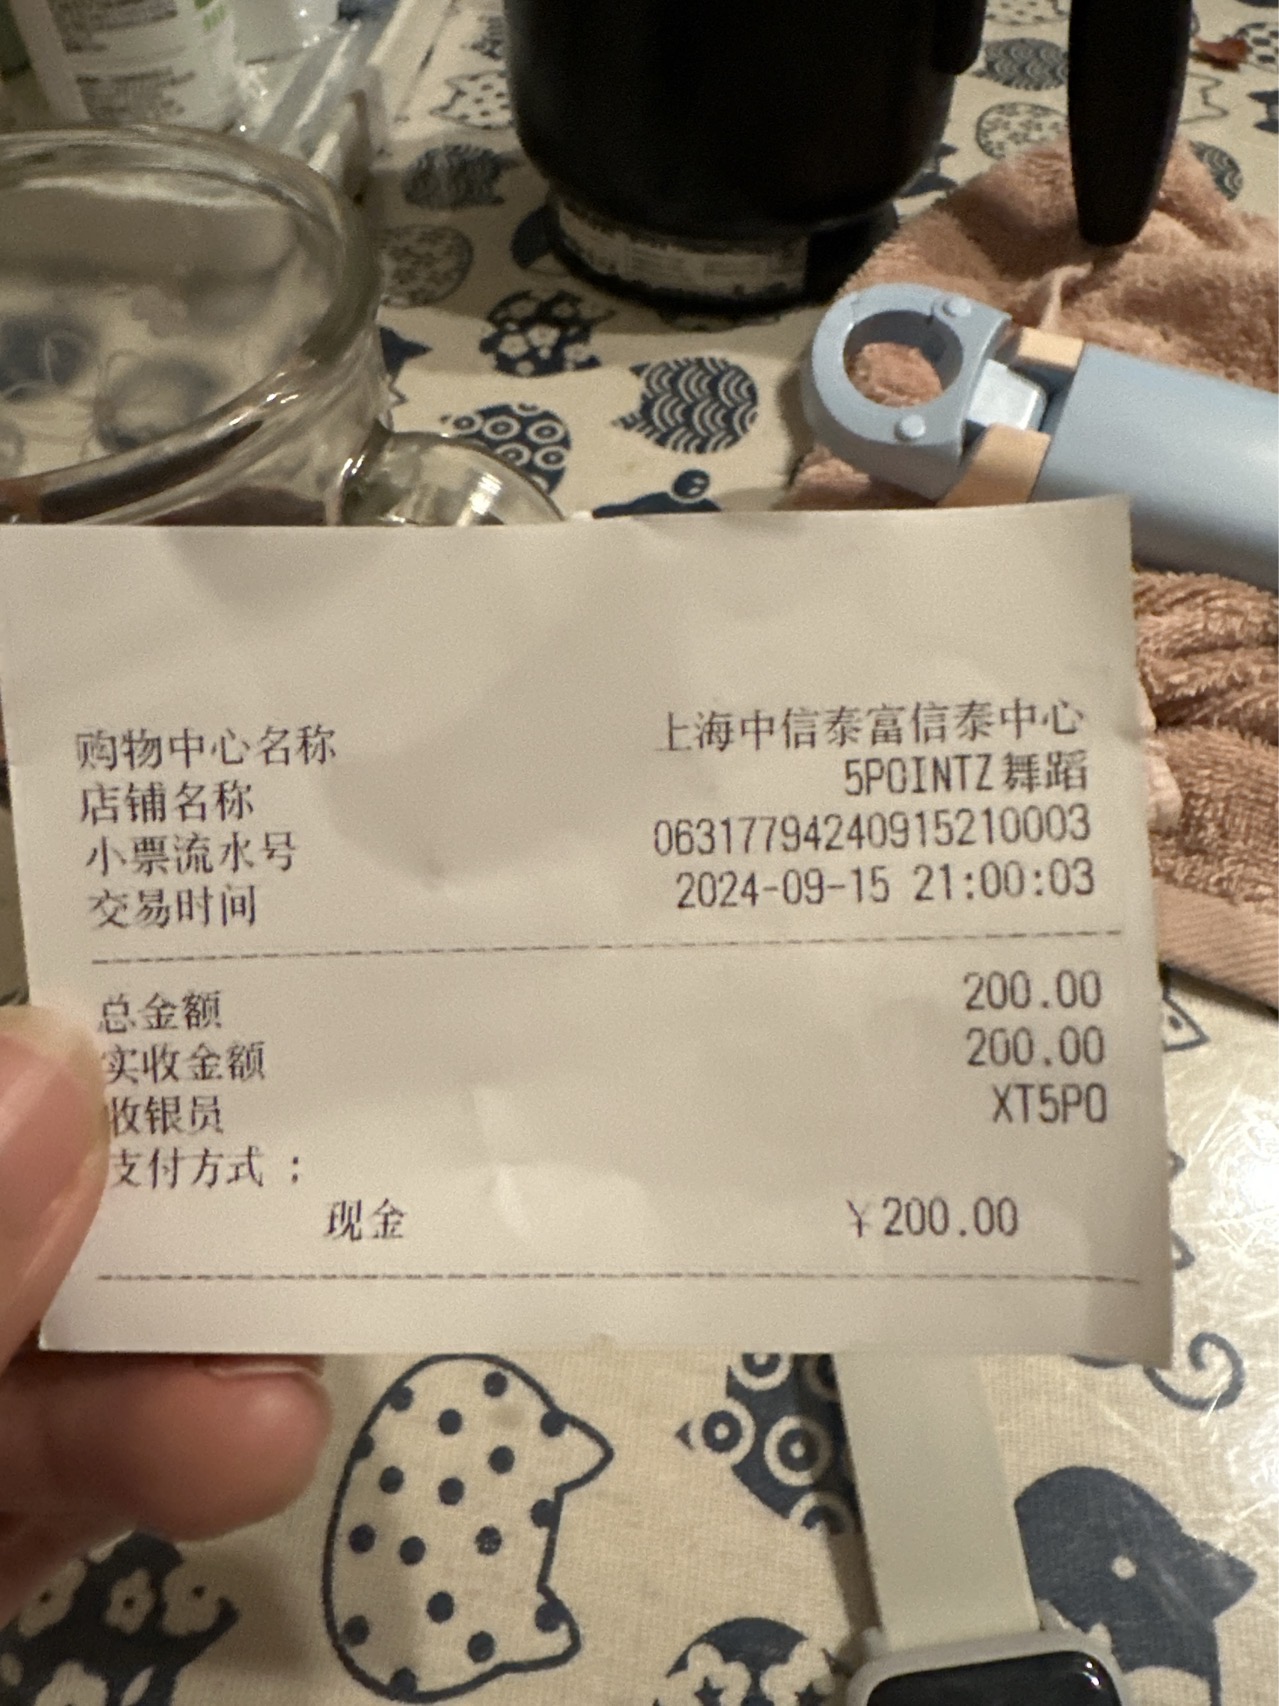 购物中心名称 上海中信泰富信泰中心
店铺名称 5POINTZ舞蹈
小票流水号 06317794240915210003
交易时间 2024-09-15 21:00:03
总金额 200.00
实收金额 200.00
收银员 XT5PO
支付方式：
现金 ￥200.00